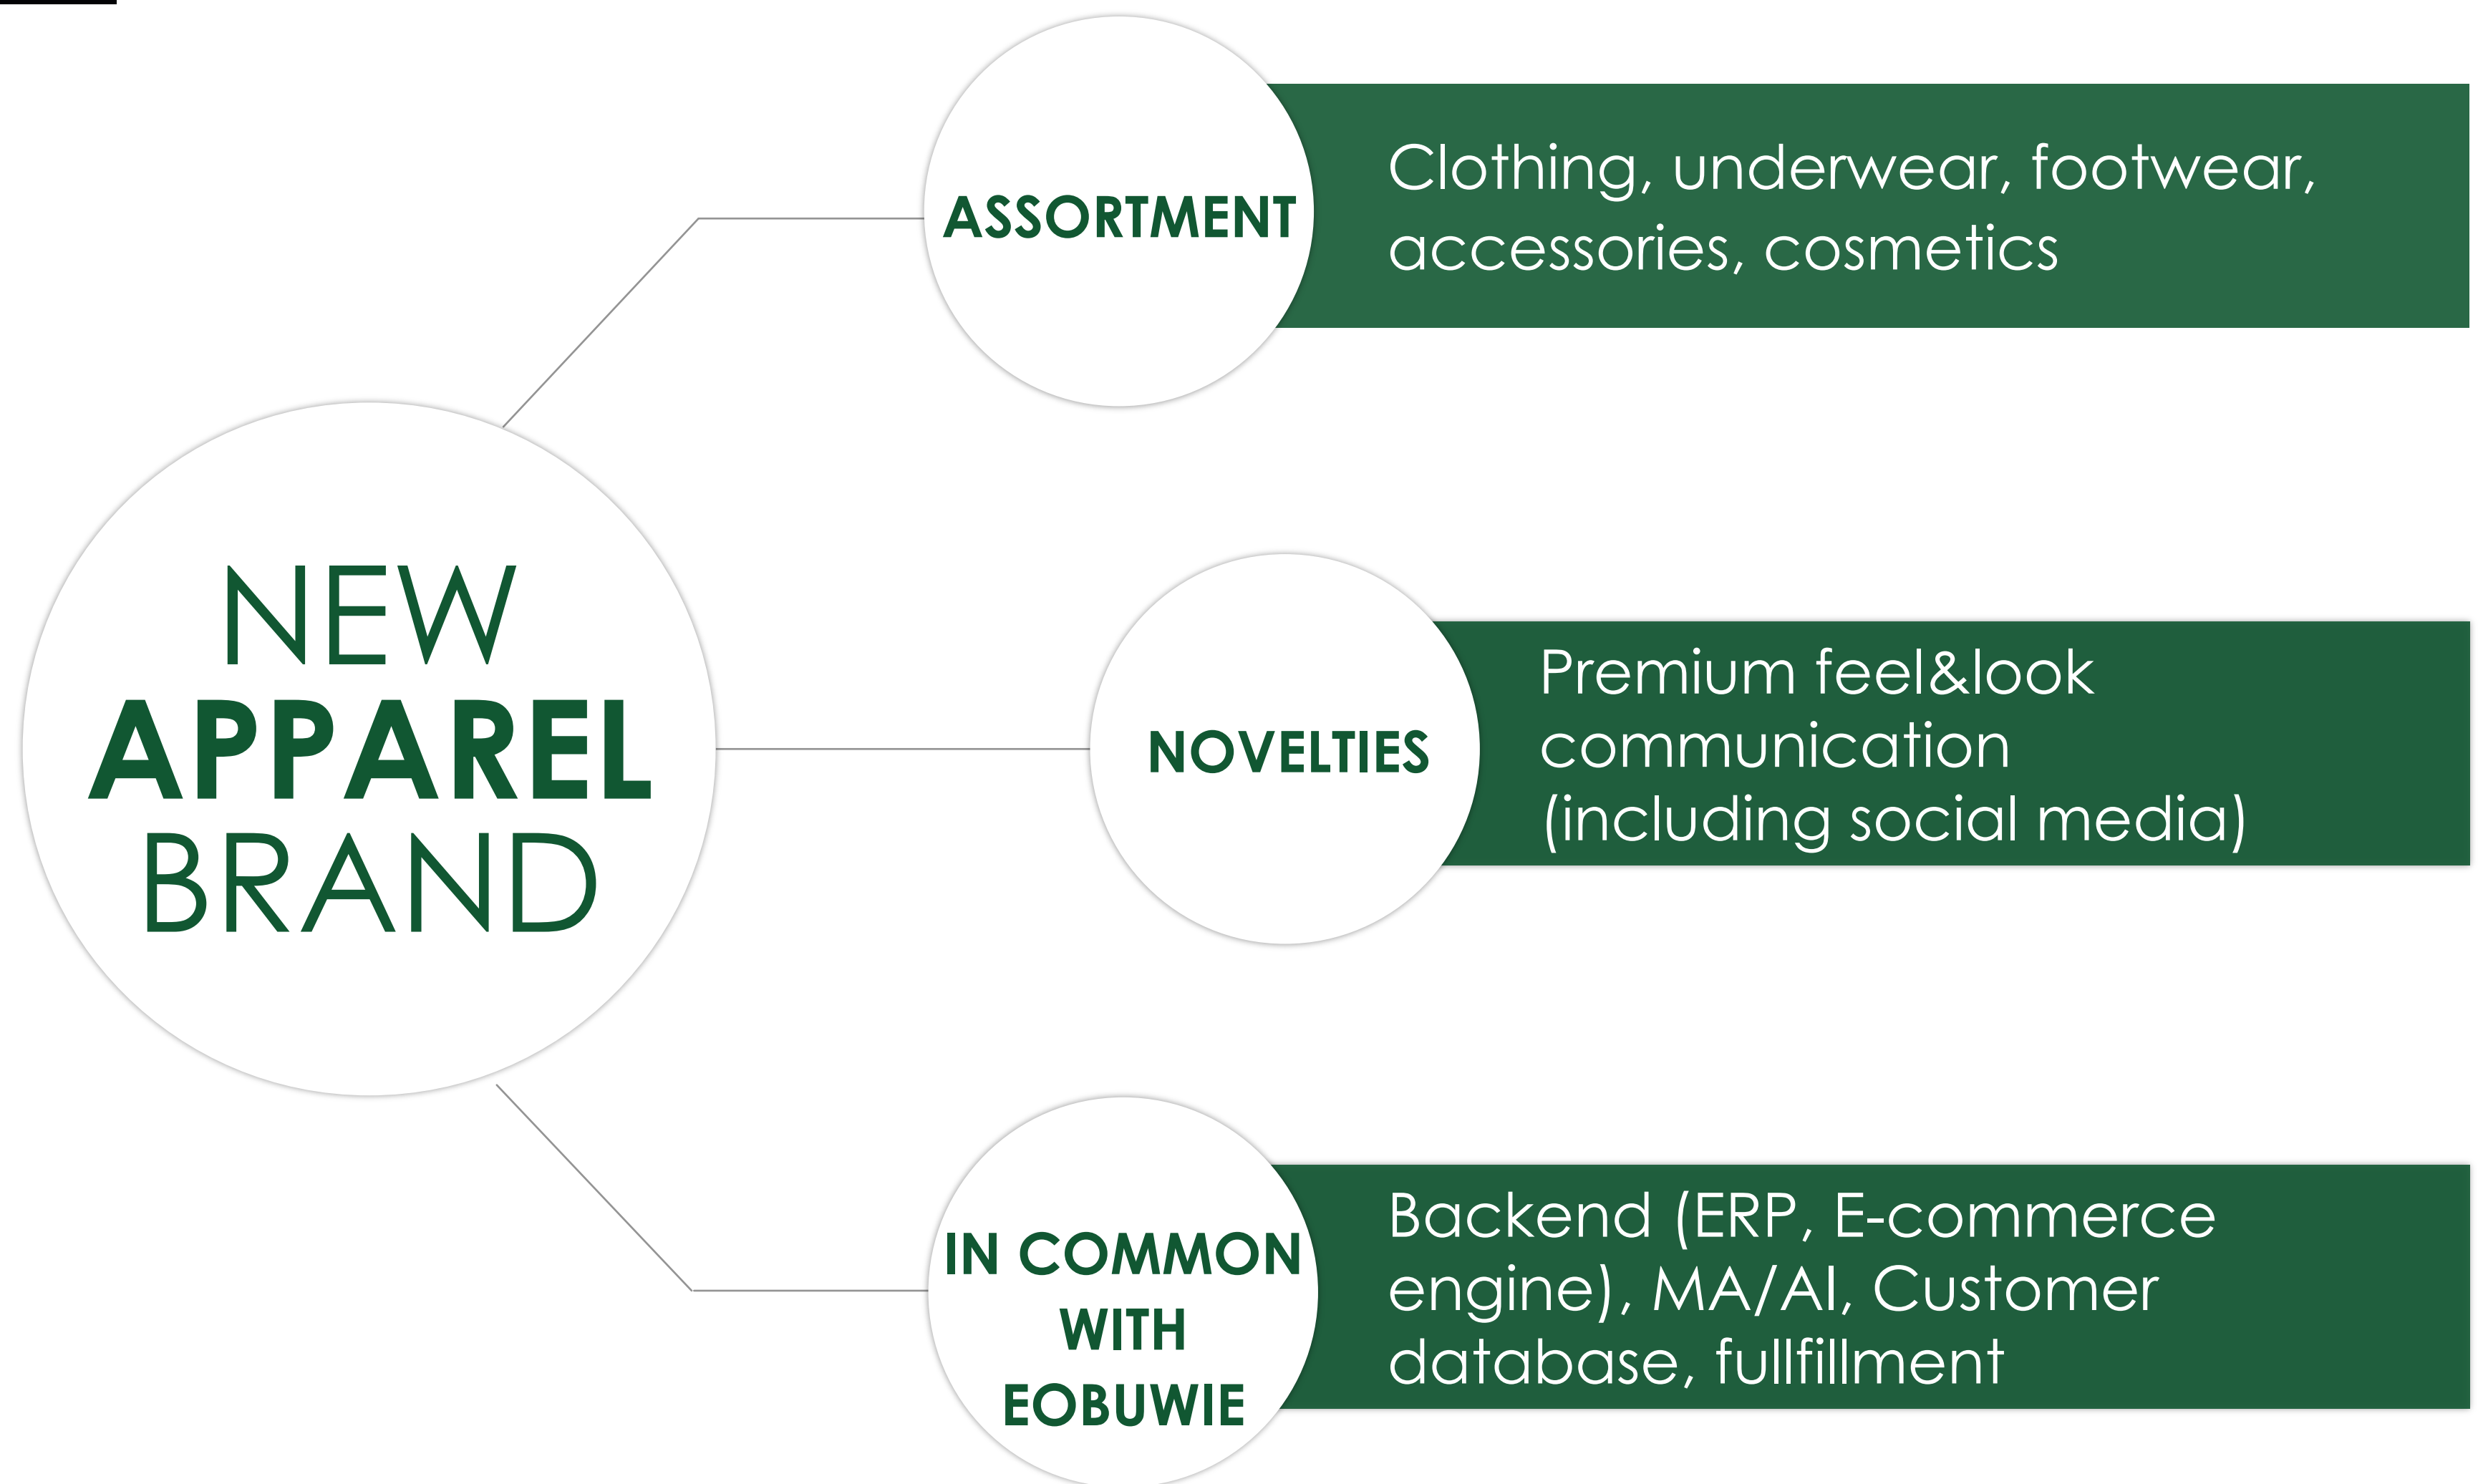 NEW
APPAREL
BRAND
ASSORTMENT
Clothing, underwear, footwear,
accessories, cosmetics
NOVELTIES
Premium feel&look
communication
(including social media)
IN COMMON
WITH
EOBUWIE
Backend (ERP, E-commerce
engine), MA/AI, Customer
database, fullfillment